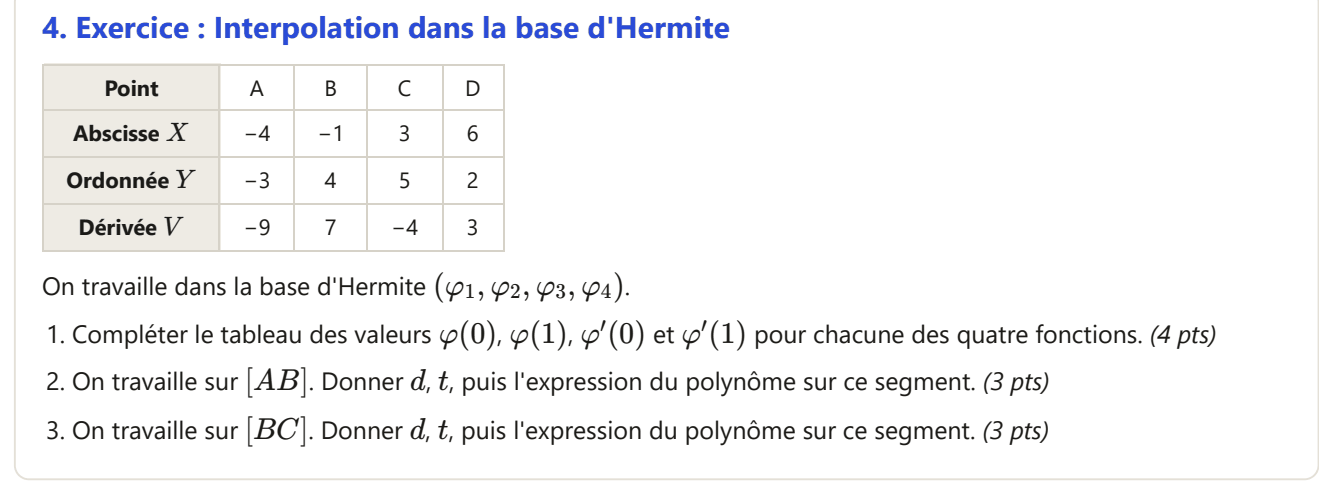 4. Exercice : Interpolation dans la base d'Hermite
Point A B C D
Abscisse X −4 −1 3 6
Ordonnée Y −3 4 5 2
Dérivée V −9 7 −4 3
On travaille dans la base d'Hermite (φ₁, φ₂, φ₃, φ₄).
1. Compléter le tableau des valeurs φ(0), φ(1), φ′(0) et φ′(1) pour chacune des quatre fonctions. (4 pts)
2. On travaille sur [AB]. Donner d, t, puis l'expression du polynôme sur ce segment. (3 pts)
3. On travaille sur [BC]. Donner d, t, puis l'expression du polynôme sur ce segment. (3 pts)